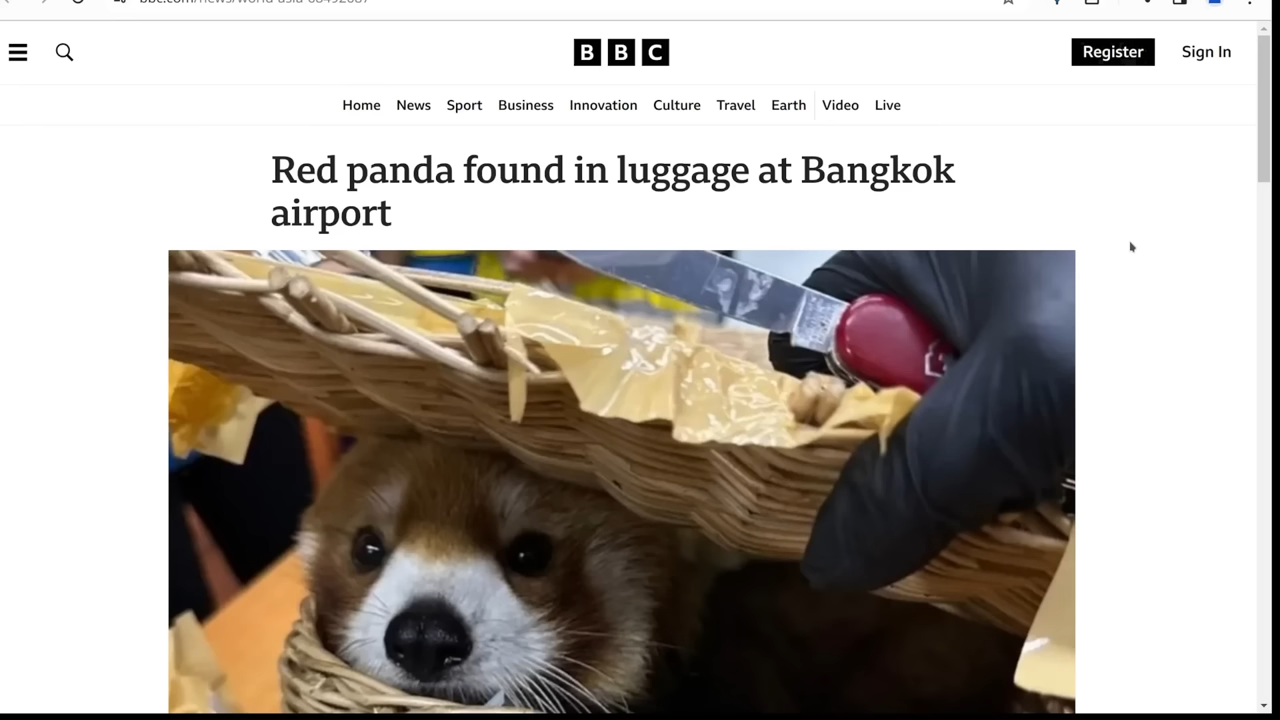 BBC
Register
Sign In
Home
News
Sport
Business
Innovation
Culture
Travel
Earth
Video
Live
Red panda found in luggage at Bangkok
airport